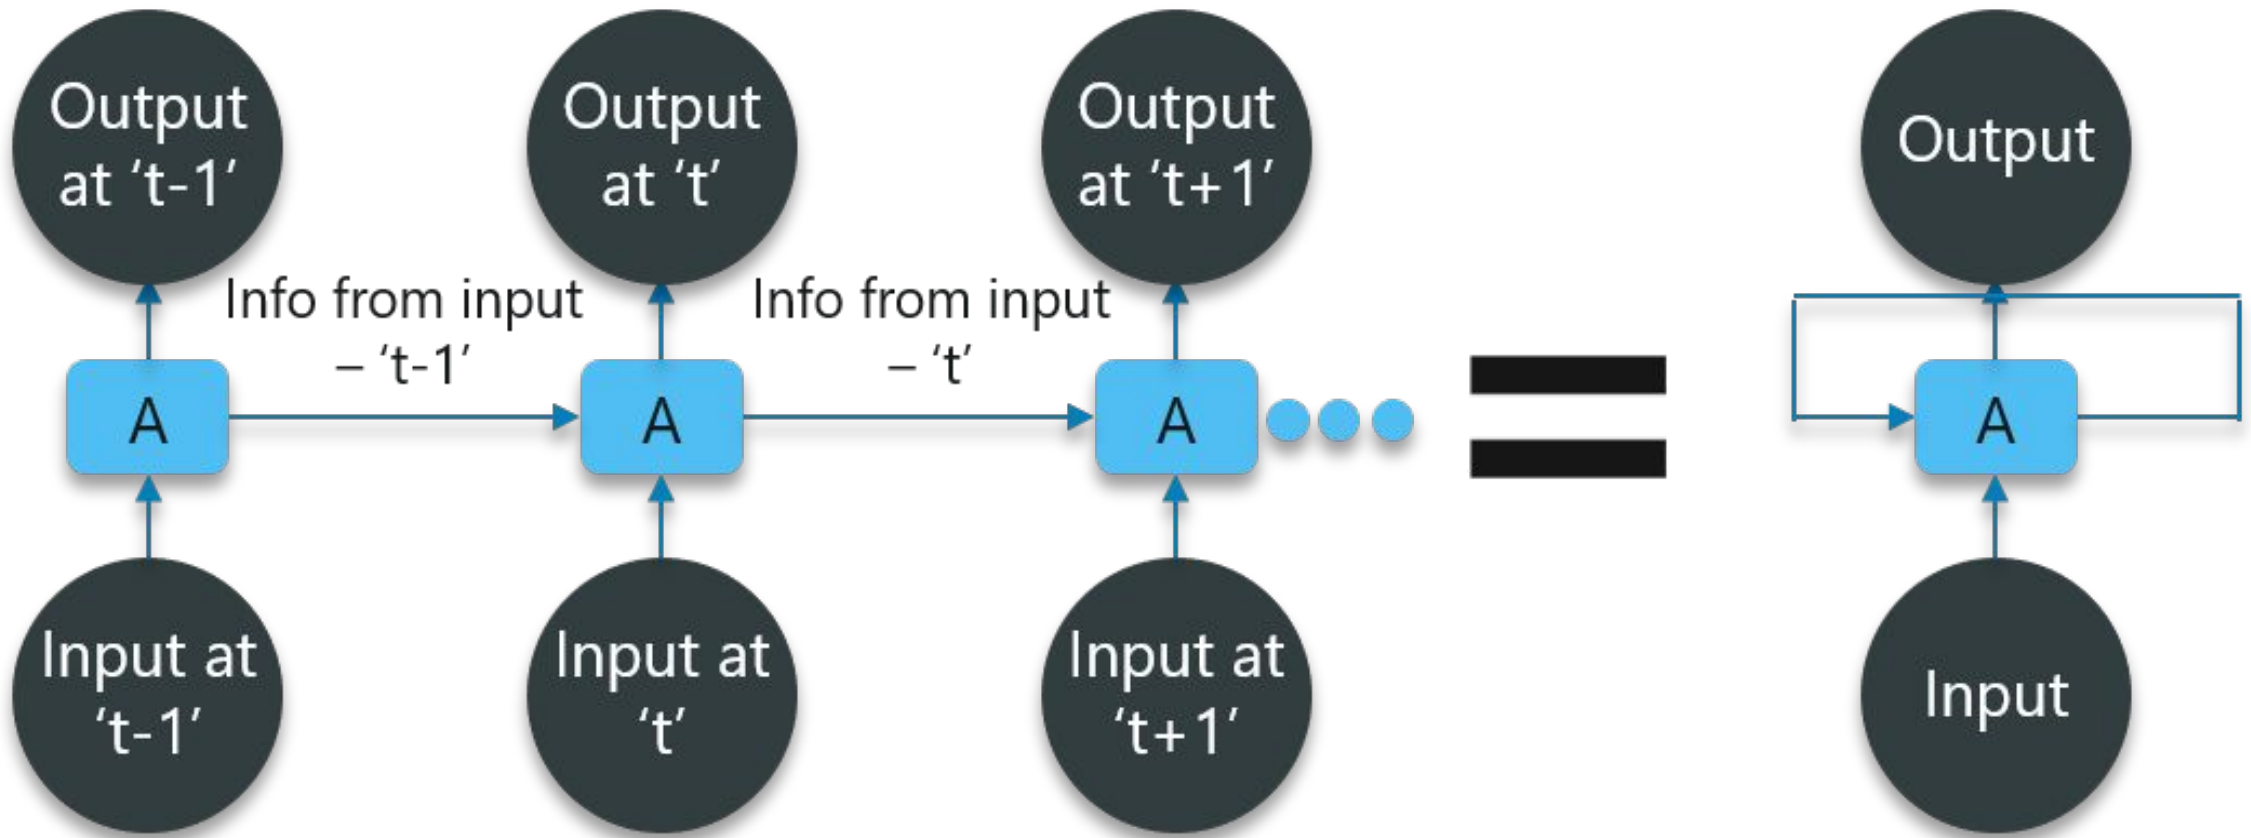 Output
at ‘t-1’
Output
at ‘t’
Output
at ‘t+1’
Output
Info from input
– ‘t-1’
Info from input
– ‘t’
A
A
A
A
Input at
‘t-1’
Input at
‘t’
Input at
‘t+1’
Input